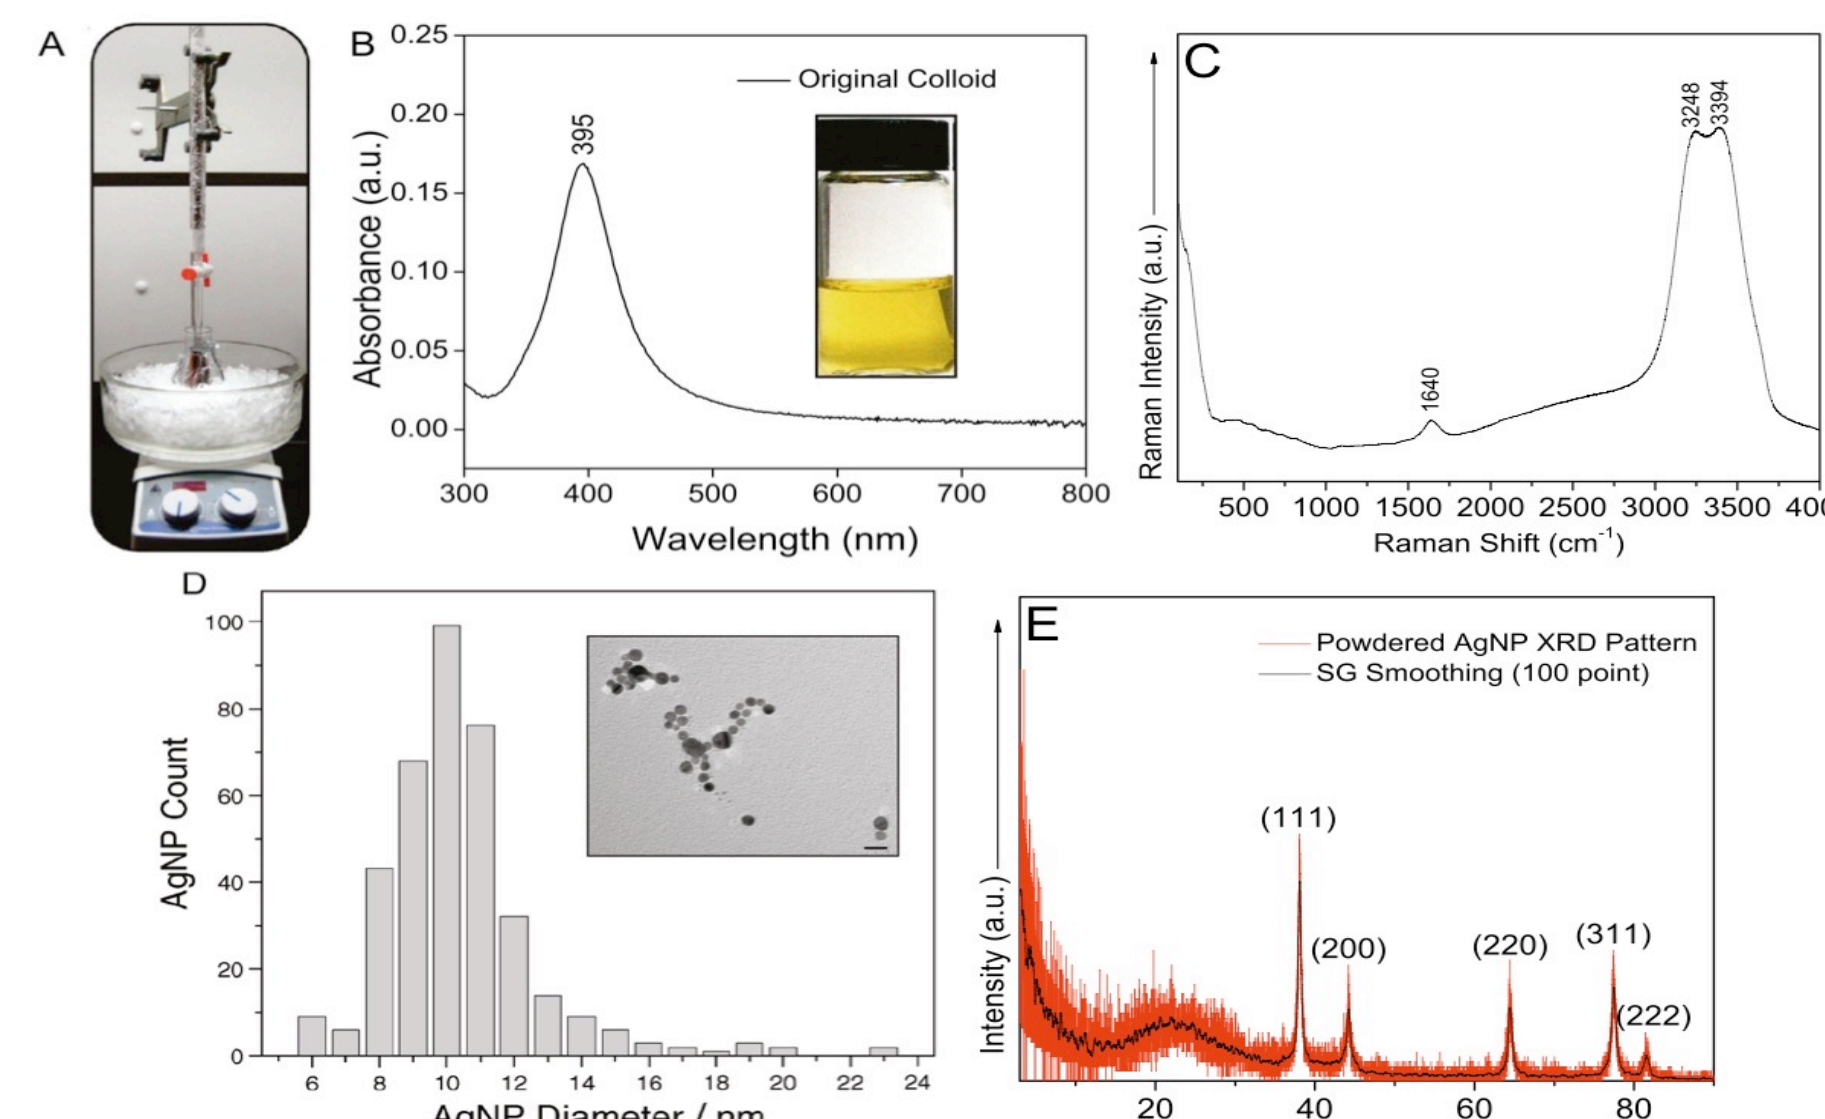 A
B
0.25
0.20
0.15
0.10
0.05
0.00
Absorbance (a.u.)
Original Colloid
395
300 400 500 600 700 800
Wavelength (nm)
C
Raman Intensity (a.u.)
1640
3248
3394
500 1000 1500 2000 2500 3000 3500 400
Raman Shift (cm⁻¹)
D
100
80
60
40
20
0
AgNP Count
6 8 10 12 14 16 18 20 22 24
AgNP Diameter / nm
E
Powdered AgNP XRD Pattern
SG Smoothing (100 point)
Intensity (a.u.)
(111)
(200)
(220)
(311)
(222)
20 40 60 80